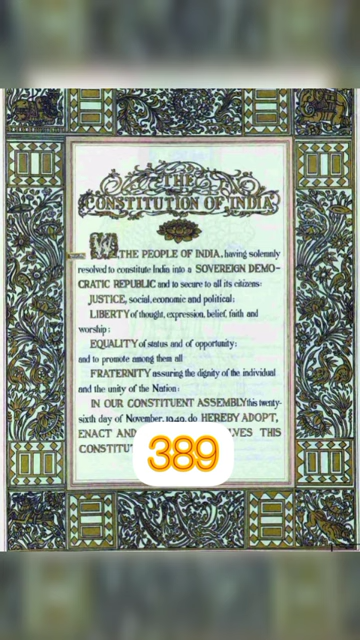 THE
CONSTITUTION OF INDIA
WE, THE PEOPLE OF INDIA, having solemnly
resolved to constitute India into a SOVEREIGN DEMO-
CRATIC REPUBLIC and to secure to all its citizens:
JUSTICE, social, economic and political;
LIBERTY of thought, expression, belief, faith and
worship;
EQUALITY of status and of opportunity;
and to promote among them all
FRATERNITY assuring the dignity of the individual
and the unity of the Nation;
IN OUR CONSTITUENT ASSEMBLY this twenty-
sixth day of November, 1949, do HEREBY ADOPT,
ENACT AND VES THIS
CONSTITUT
389